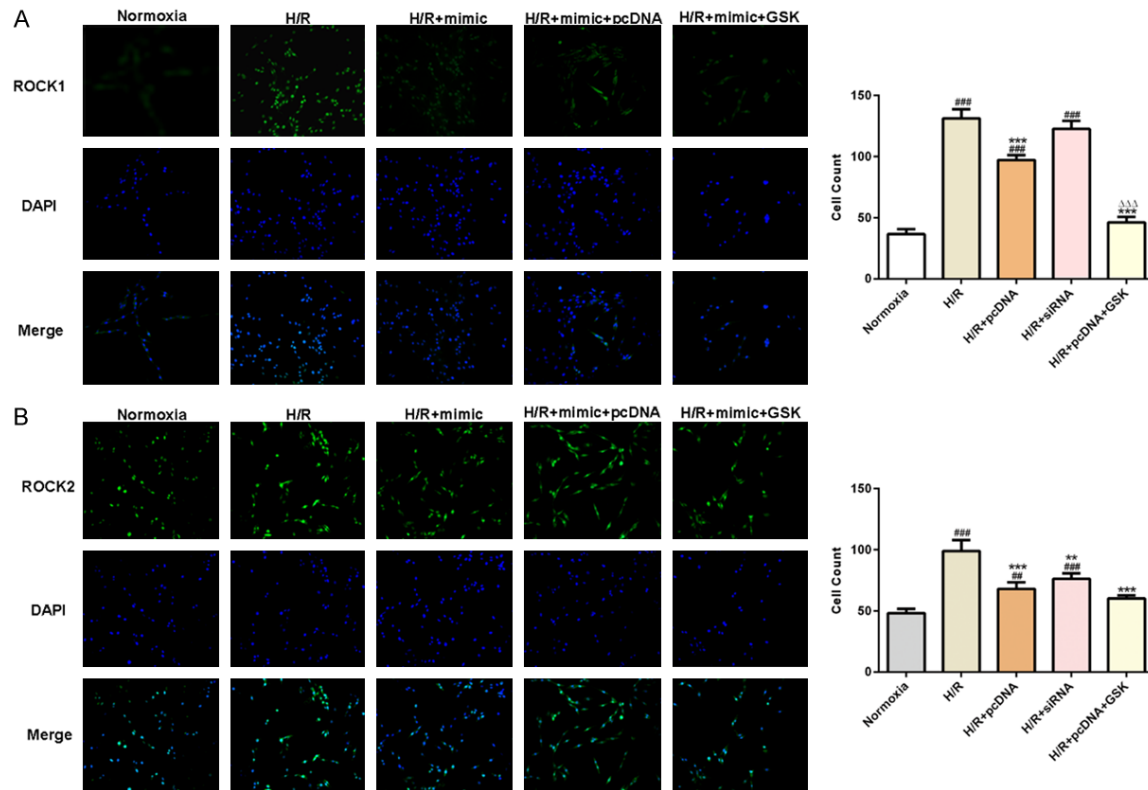 A
Normoxia H/R H/R+mimic H/R+mimic+pcDNA H/R+mimic+GSK
ROCK1
DAPI
Merge
Cell Count
150
100
50
0
###
***
###
###
ΔΔΔ
***
Normoxia
H/R
H/R+pcDNA
H/R+siRNA
H/R+pcDNA+GSK
B
Normoxia H/R H/R+mimic H/R+mimic+pcDNA H/R+mimic+GSK
ROCK2
DAPI
Merge
Cell Count
150
100
50
0
###
***
##
**
###
***
Normoxia
H/R
H/R+pcDNA
H/R+siRNA
H/R+pcDNA+GSK